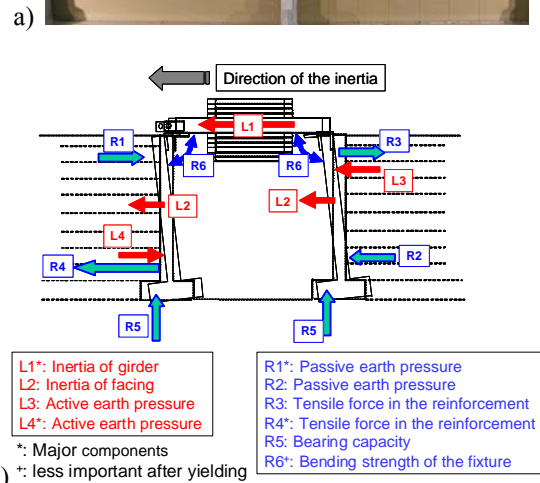 a)
Direction of the inertia
L1
R1
R3
R6
R6
L3
L2
L2
L4
R4
R2
R5
R5
L1*: Inertia of girder
L2: Inertia of facing
L3: Active earth pressure
L4*: Active earth pressure
*: Major components
+: less important after yielding
R1*: Passive earth pressure
R2: Passive earth pressure
R3: Tensile force in the reinforcement
R4*: Tensile force in the reinforcement
R5: Bearing capacity
R6+: Bending strength of the fixture
)